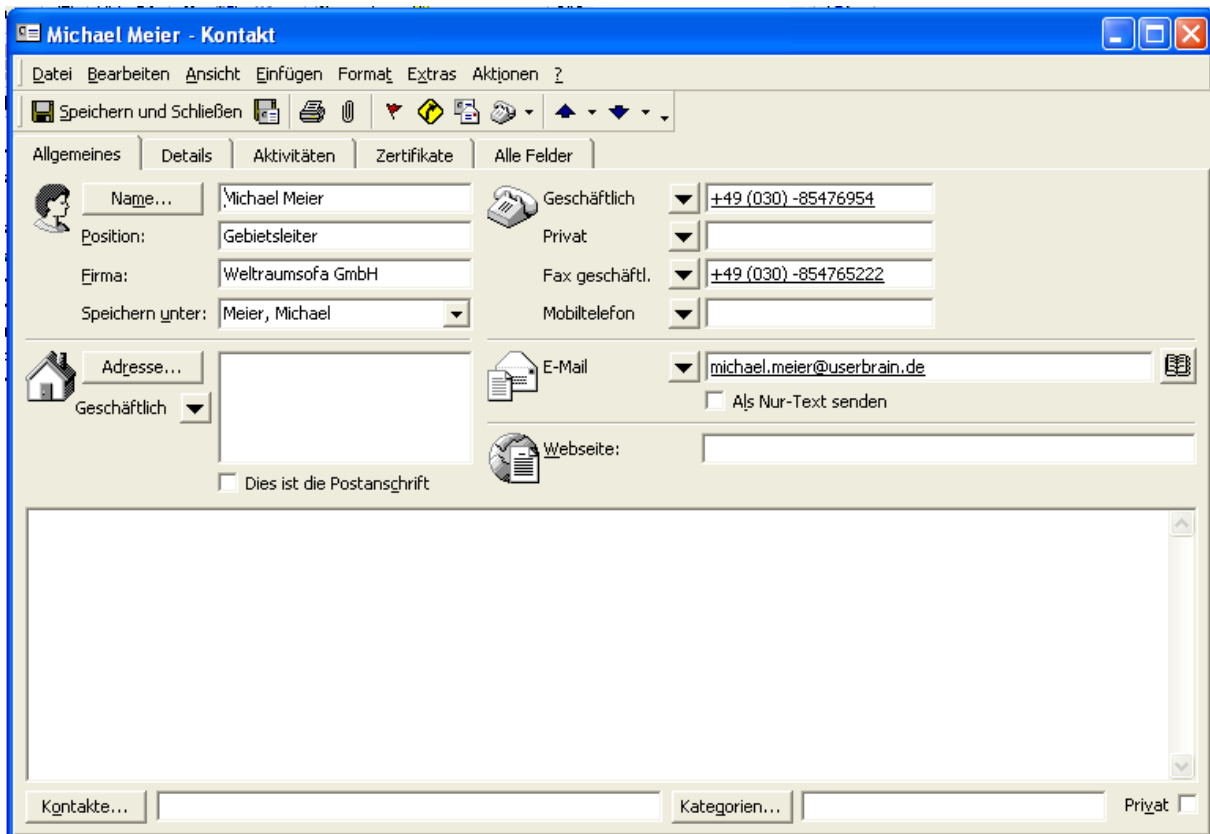 Michael Meier - Kontakt
Datei Bearbeiten Ansicht Einfügen Format Extras Aktionen ?
Speichern und Schließen
Allgemeines Details Aktivitäten Zertifikate Alle Felder
Name... Michael Meier Geschäftlich +49 (030) -85476954
Position: Gebietsleiter Privat
Firma: Weltraumsofa GmbH Fax geschäftl. +49 (030) -854765222
Speichern unter: Meier, Michael Mobiltelefon
Adresse... E-Mail michael.meier@userbrain.de
Geschäftlich Als Nur-Text senden
Webseite:
Dies ist die Postanschrift
Kontakte... Kategorien... Privat